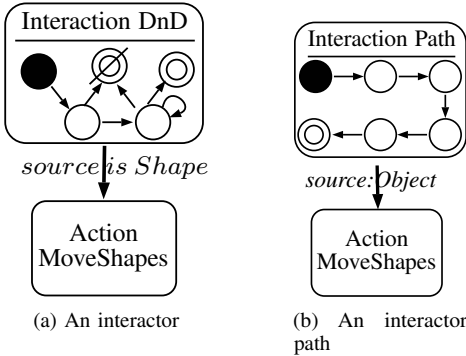 Interaction DnD
source is Shape
Action
MoveShapes
(a) An interactor
Interaction Path
source:Object
Action
MoveShapes
(b) An interactor
path